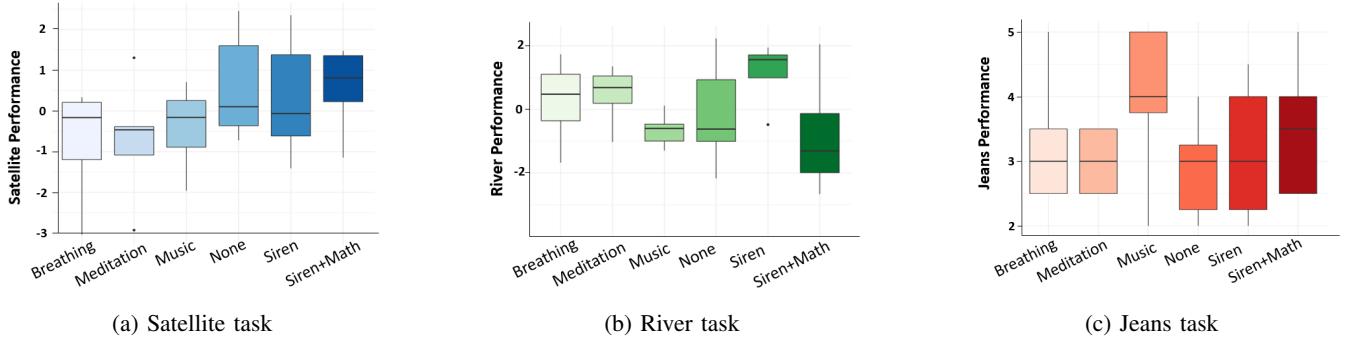 Satellite Performance
2
1
0
-1
-2
-3
Breathing
Meditation
Music
None
Siren
Siren+Math
(a) Satellite task
River Performance
2
0
-2
Breathing
Meditation
Music
None
Siren
Siren+Math
(b) River task
Jeans Performance
5
4
3
2
Breathing
Meditation
Music
None
Siren
Siren+Math
(c) Jeans task